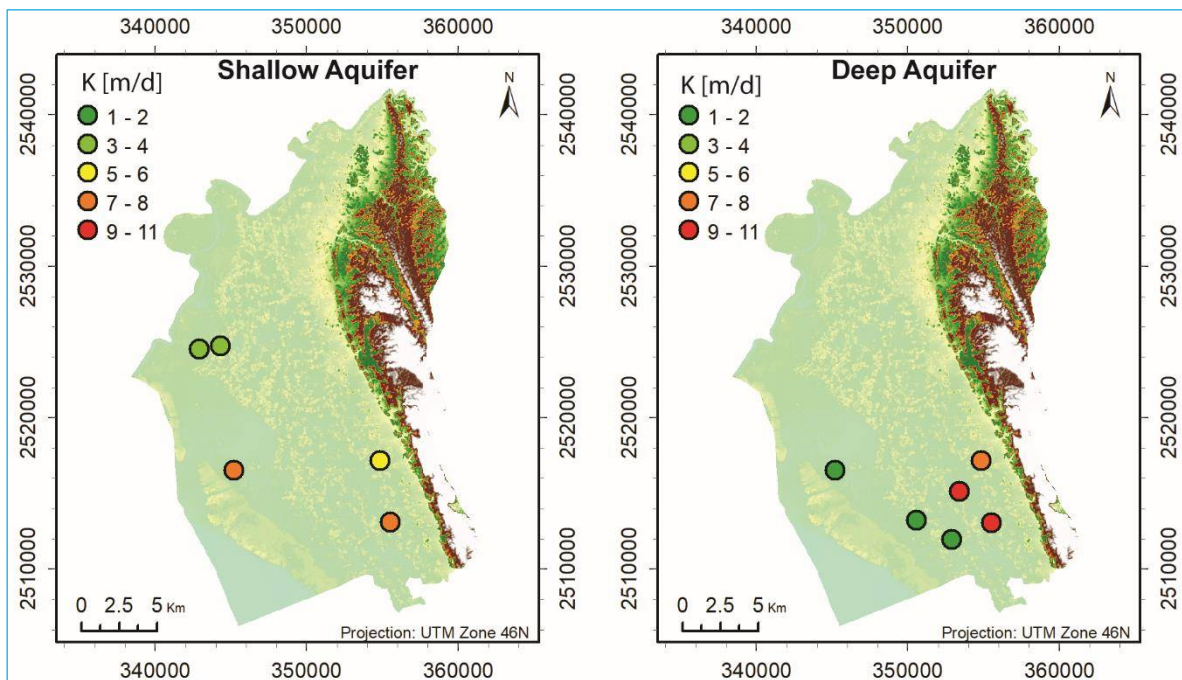 340000 350000 360000
340000 350000 360000
Shallow Aquifer
K [m/d]
1 - 2
3 - 4
5 - 6
7 - 8
9 - 11
N
2540000
2530000
2520000
2510000
0 2.5 5 Km
Projection: UTM Zone 46N
340000 350000 360000
Deep Aquifer
K [m/d]
1 - 2
3 - 4
5 - 6
7 - 8
9 - 11
N
2540000
2530000
2520000
2510000
2540000
2530000
2520000
2510000
0 2.5 5 Km
Projection: UTM Zone 46N
340000 350000 360000
2540000
2530000
2520000
2510000